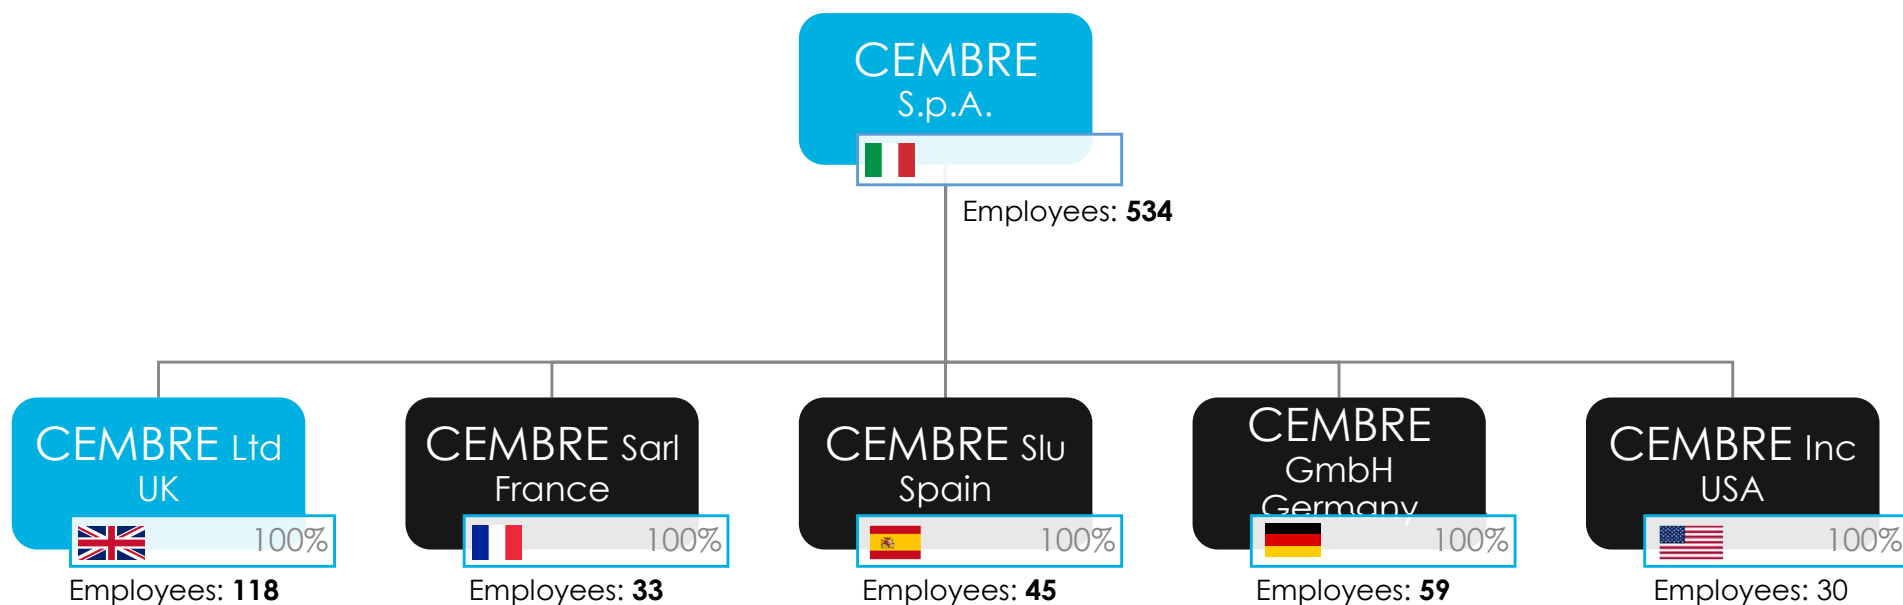 CEMBRE
S.p.A.
Employees: 534
CEMBRE Ltd
UK
100%
Employees: 118
CEMBRE Sarl
France
100%
Employees: 33
CEMBRE Slu
Spain
100%
Employees: 45
CEMBRE
GmbH
Germany
100%
Employees: 59
CEMBRE Inc
USA
100%
Employees: 30